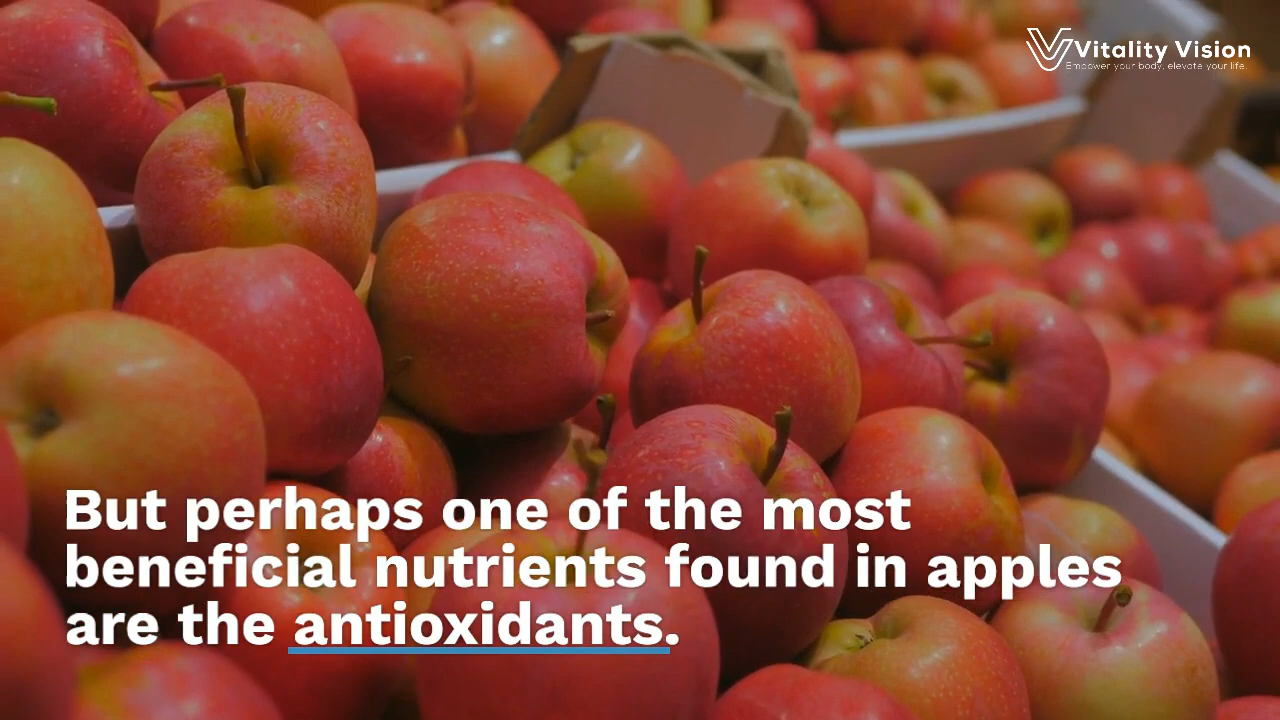 Vitality Vision
Empower your body, elevate your life.
But perhaps one of the most
beneficial nutrients found in apples
are the antioxidants.